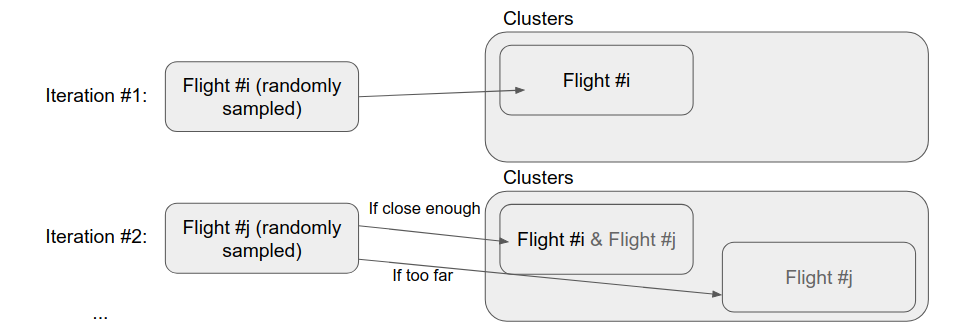 Clusters
Iteration #1:
Flight #i (randomly
sampled)
Flight #i
Clusters
Iteration #2:
Flight #j (randomly
sampled)
If close enough
Flight #i & Flight #j
If too far
Flight #j
...